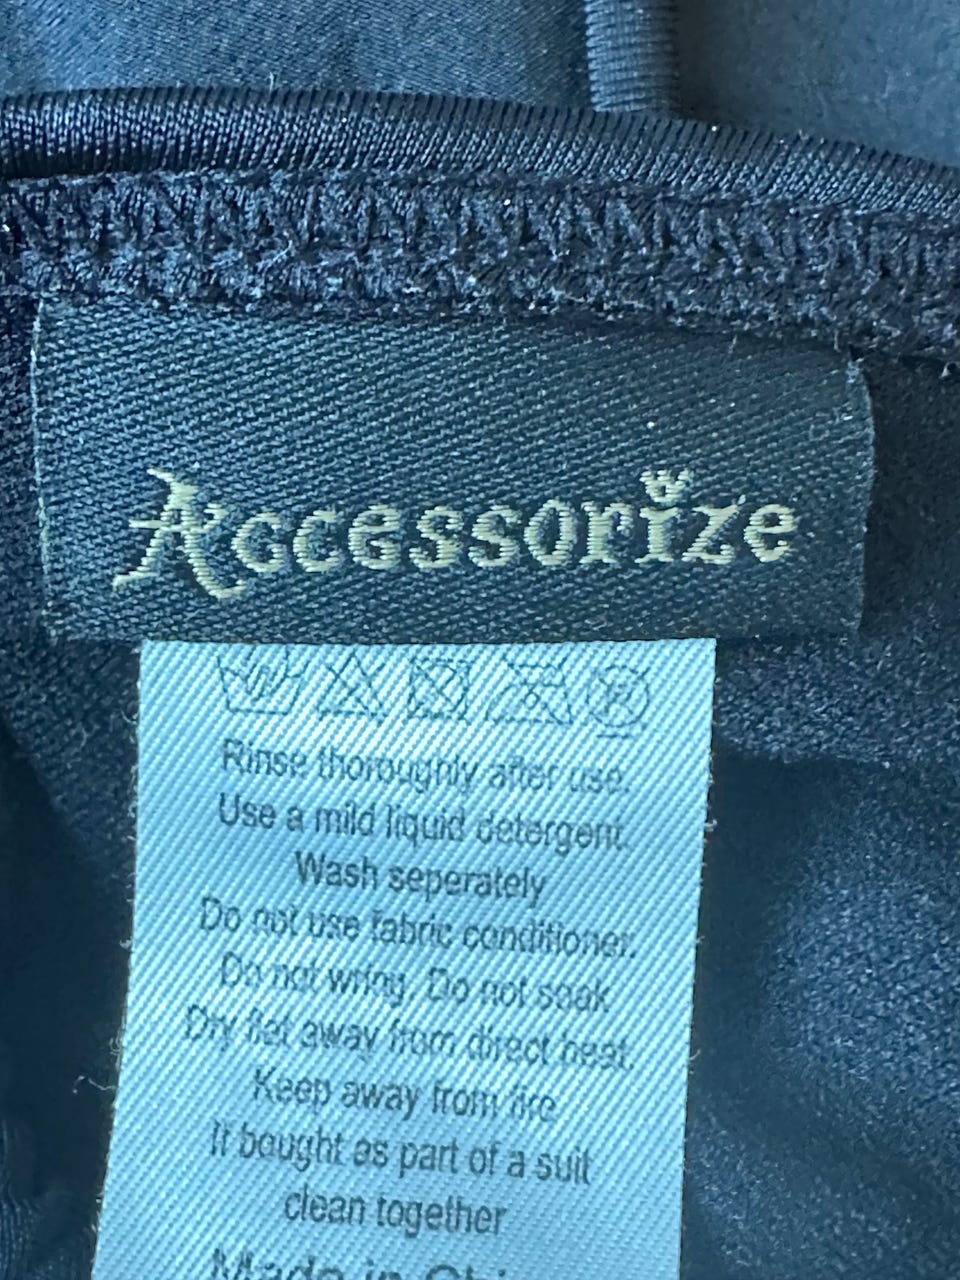 Accessorize
Rinse thoroughly after use.
Use a mild liquid detergent.
Wash seperately
Do not use fabric conditioner.
Do not wring. Do not soak
Dry flat away from direct heat.
Keep away from fire
If bought as part of a suit
clean together
Made in